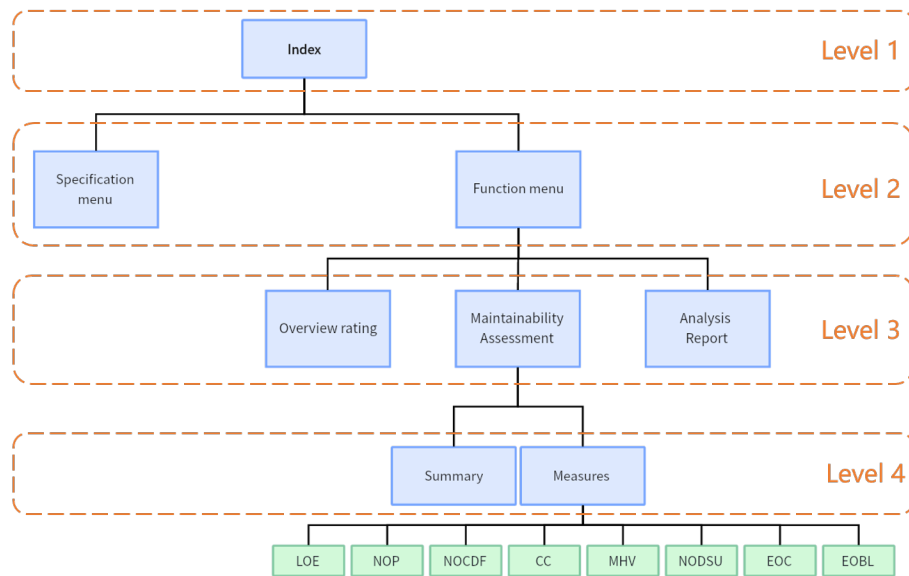 Index
Level 1
Specification
menu
Function menu
Level 2
Overview rating
Maintainability
Assessment
Analysis
Report
Level 3
Summary
Measures
Level 4
LOE
NOP
NOCDF
CC
MHV
NODSU
EOC
EOBL